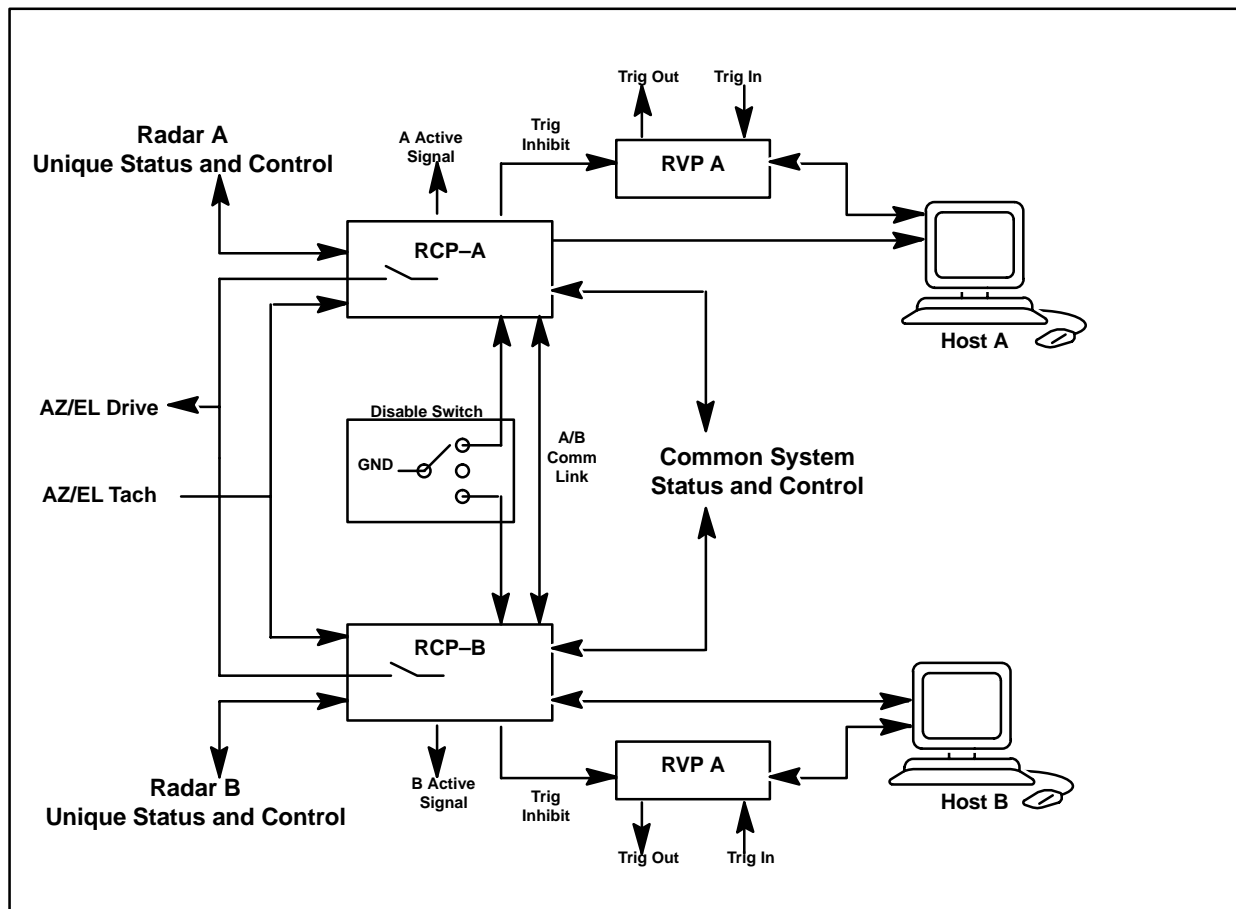 Trig Out
Trig In
Radar A
Unique Status and Control
A Active
Signal
Trig
Inhibit
RVP A
RCP–A
Host A
AZ/EL Drive
Disable Switch
GND
A/B
Comm
Link
Common System
Status and Control
AZ/EL Tach
RCP–B
Radar B
Unique Status and Control
B Active
Signal
Trig
Inhibit
RVP A
Host B
Trig Out
Trig In